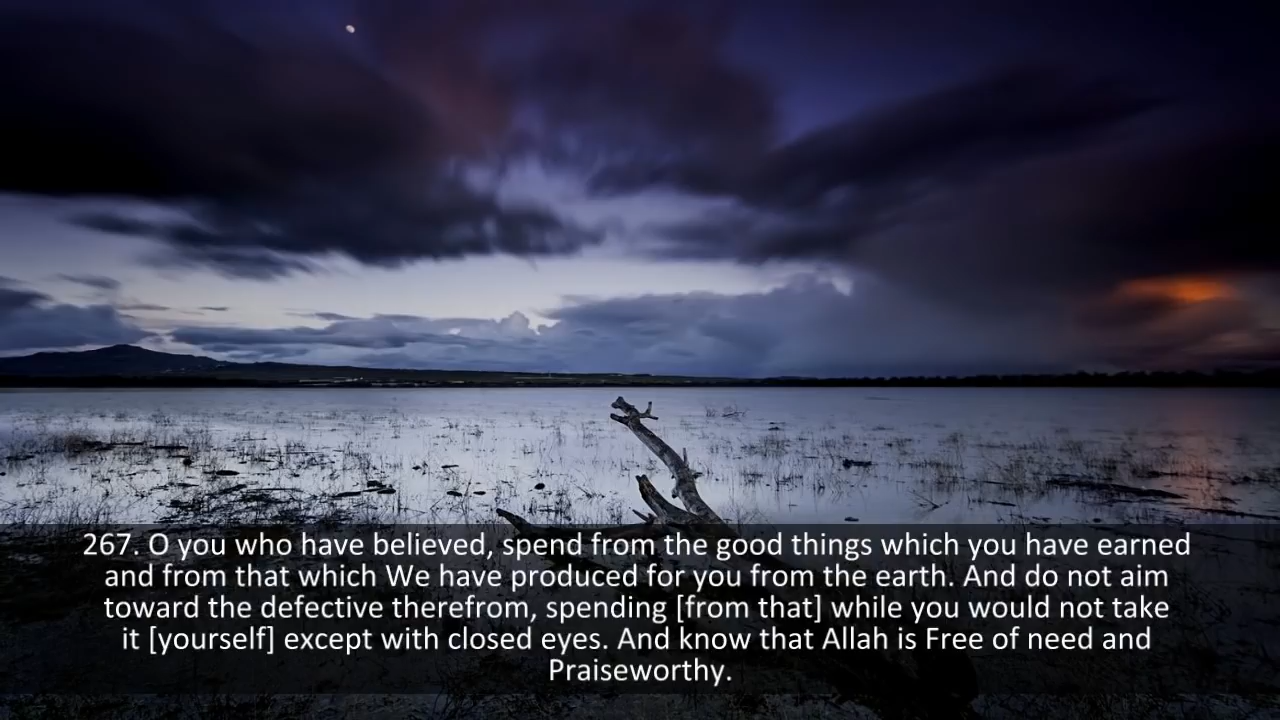 267. O you who have believed, spend from the good things which you have earned
and from that which We have produced for you from the earth. And do not aim
toward the defective therefrom, spending [from that] while you would not take
it [yourself] except with closed eyes. And know that Allah is Free of need and
Praiseworthy.